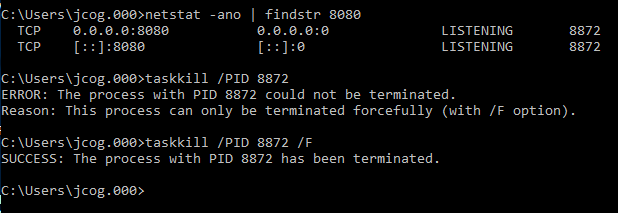 C:\Users\jcog.000>netstat -ano | findstr 8080
  TCP    0.0.0.0:8080           0.0.0.0:0              LISTENING       8872
  TCP    [::]:8080              [::]:0                 LISTENING       8872
C:\Users\jcog.000>taskkill /PID 8872
ERROR: The process with PID 8872 could not be terminated.
Reason: This process can only be terminated forcefully (with /F option).
C:\Users\jcog.000>taskkill /PID 8872 /F
SUCCESS: The process with PID 8872 has been terminated.
C:\Users\jcog.000>